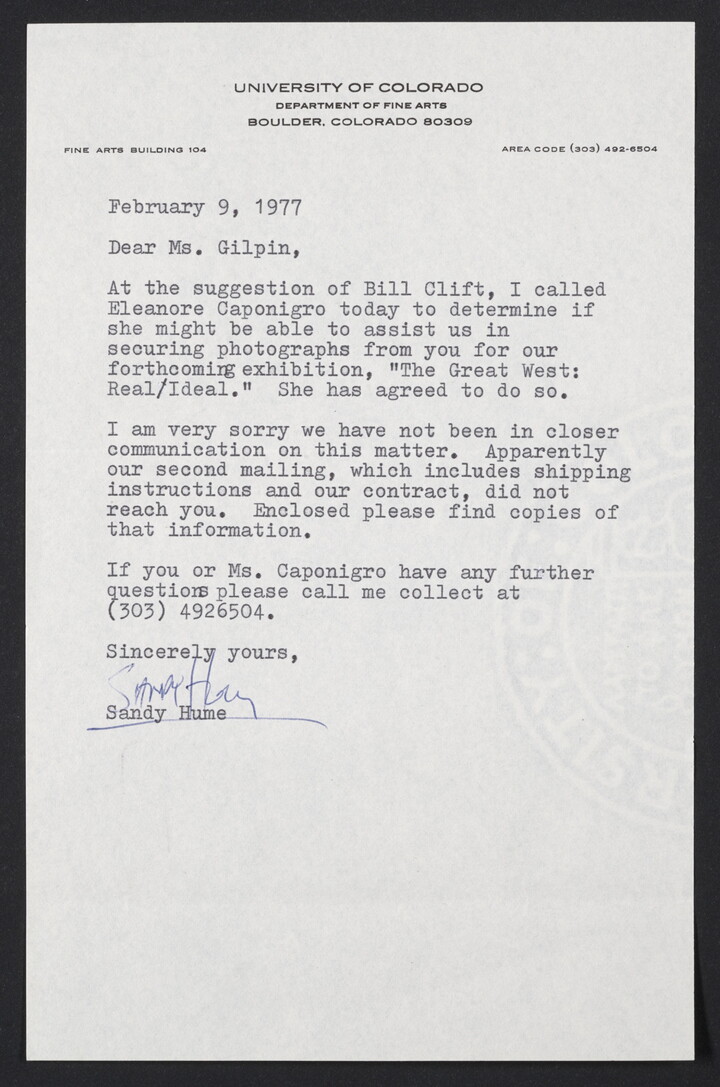 UNIVERSITY OF COLORADO
DEPARTMENT OF FINE ARTS
BOULDER, COLORADO 80309
FINE ARTS BUILDING 104
AREA CODE (303) 492-6504
February 9, 1977
Dear Ms. Gilpin,
At the suggestion of Bill Clift, I called
Eleanore Caponigro today to determine if
she might be able to assist us in
securing photographs from you for our
forthcoming exhibition, "The Great West:
Real/Ideal." She has agreed to do so.
I am very sorry we have not been in closer
communication on this matter. Apparently
our second mailing, which includes shipping
instructions and our contract, did not
reach you. Enclosed please find copies of
that information.
If you or Ms. Caponigro have any further
questions please call me collect at
(303) 4926504.
Sincerely yours,
Sandy Hume
Sandy Hume